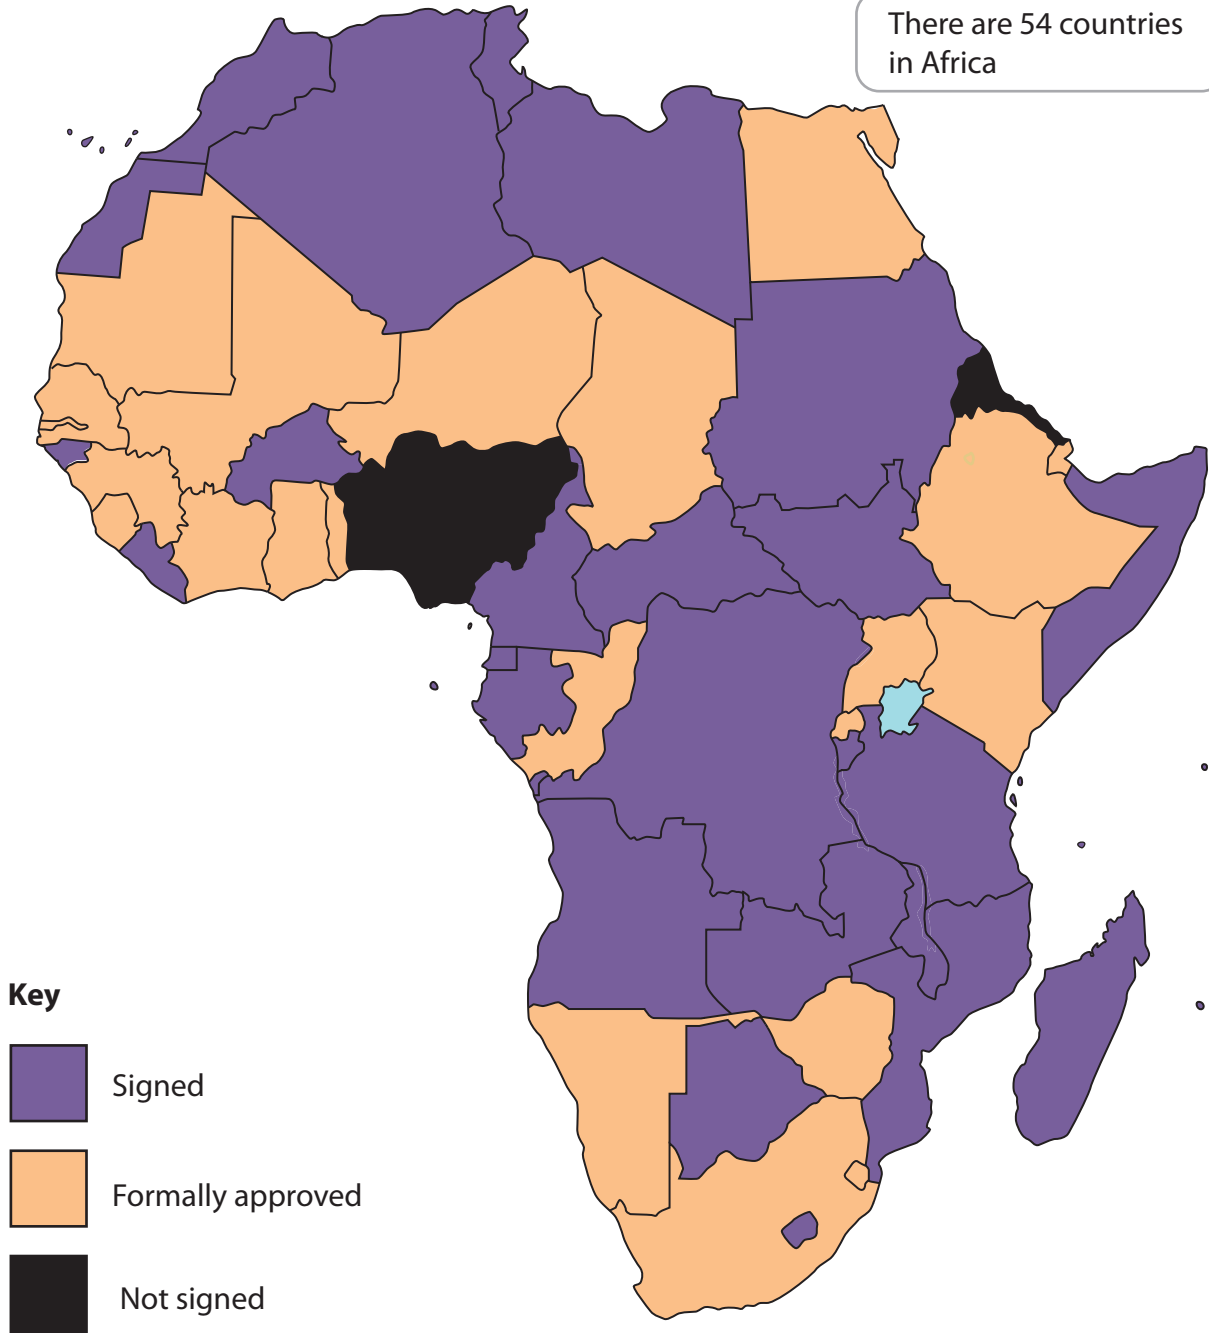 There are 54 countries
in Africa
Key
Signed
Formally approved
Not signed